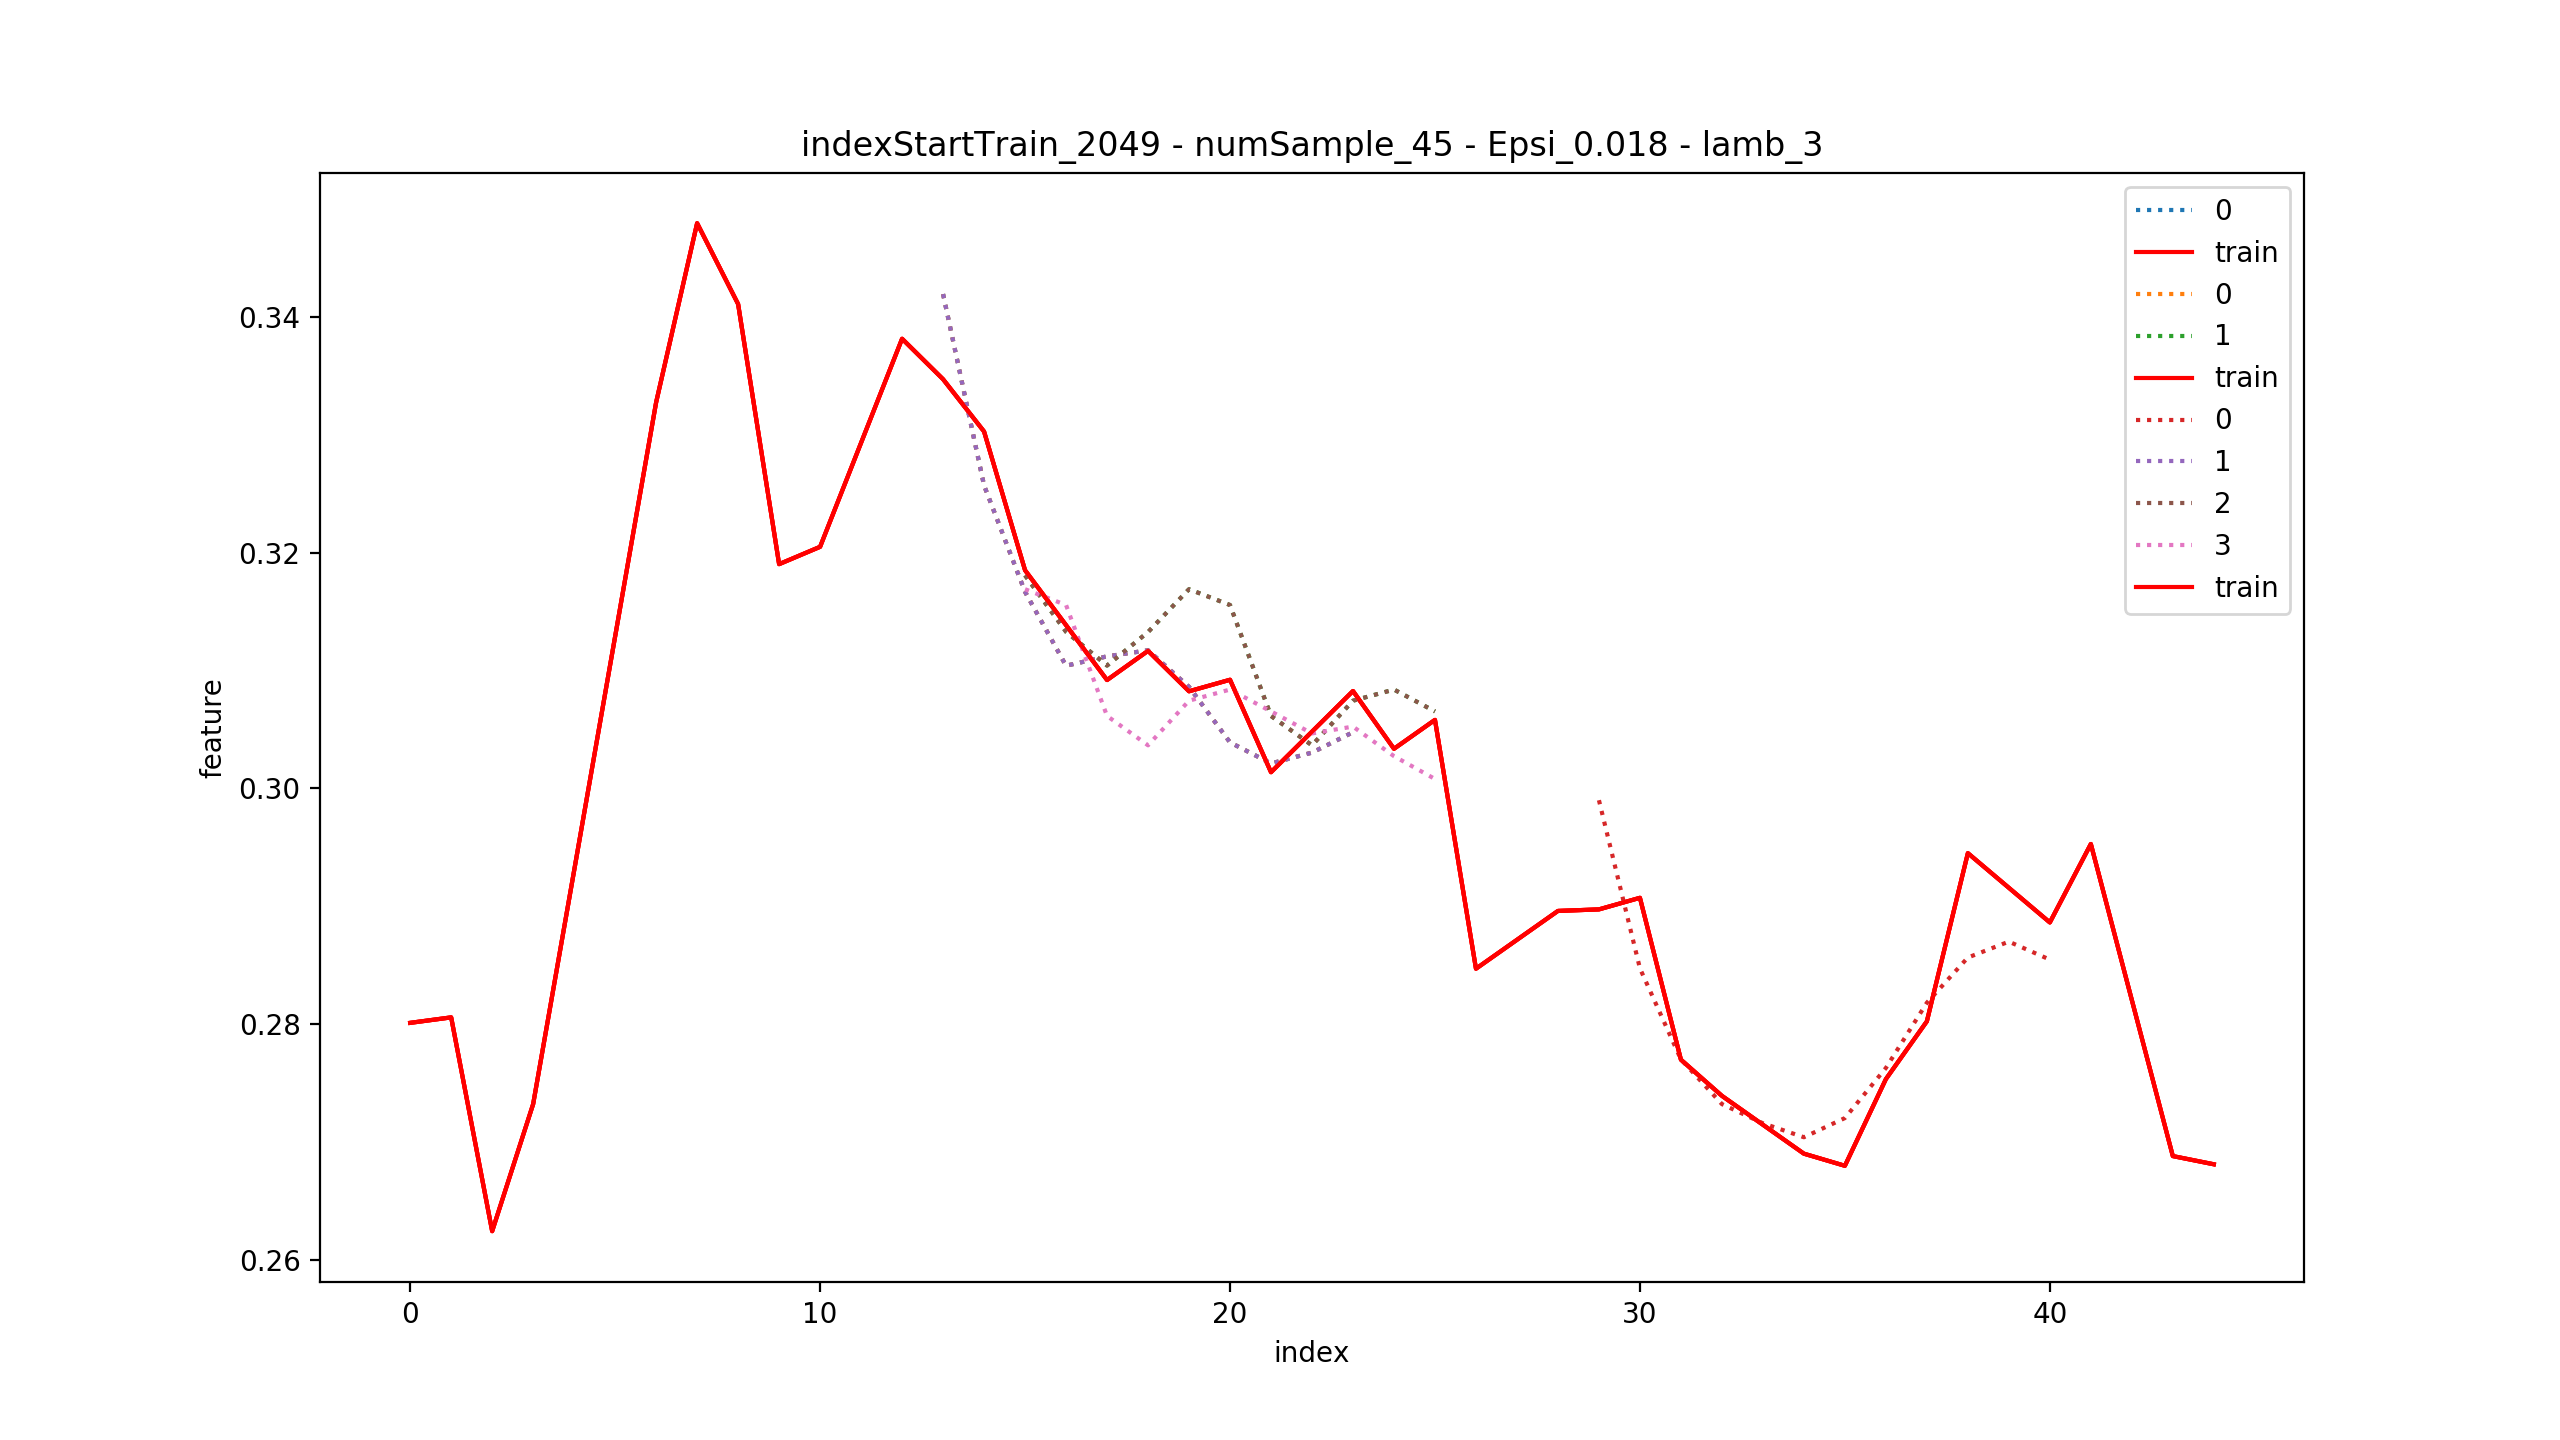 indexStartTrain_2049 - numSample_45 - Epsi_0.018 - lamb_3
0
train
0
1
train
0
1
2
3
train
0.34
0.32
0.30
0.28
0.26
feature
0 10 20 30 40
index